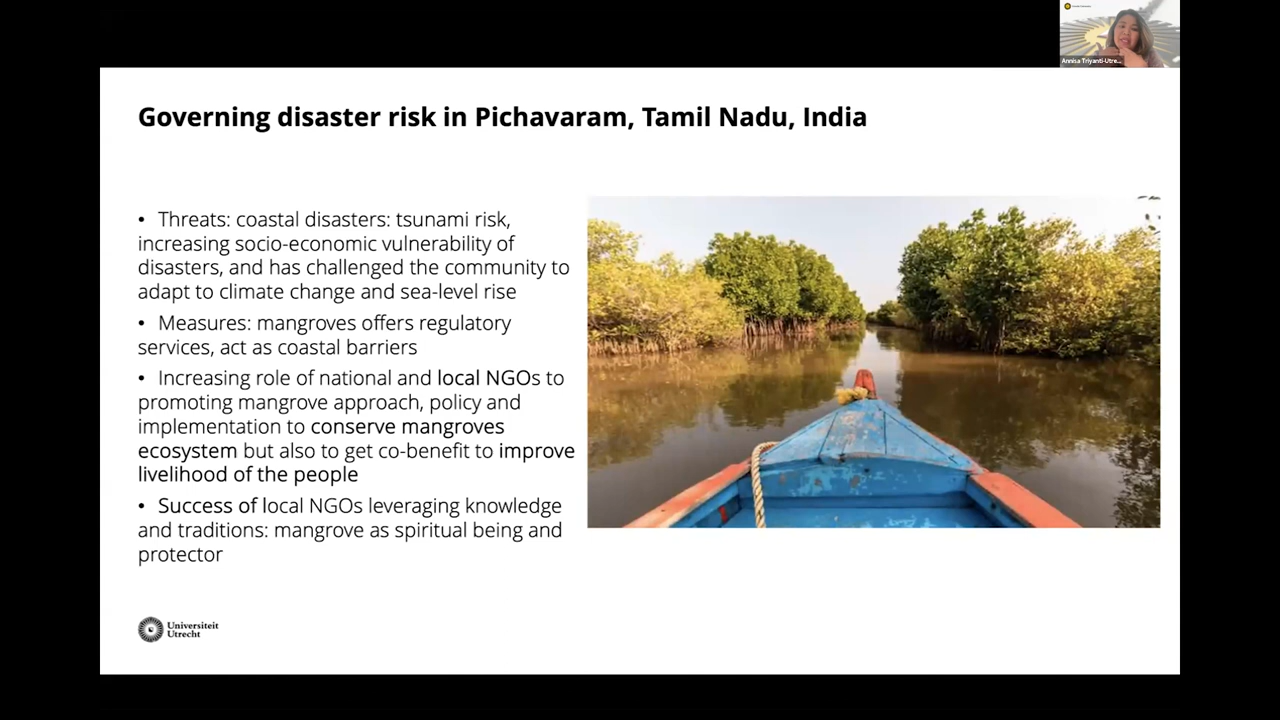 Annisa Triyanti-Utre...
Governing disaster risk in Pichavaram, Tamil Nadu, India
• Threats: coastal disasters: tsunami risk,
increasing socio-economic vulnerability of
disasters, and has challenged the community to
adapt to climate change and sea-level rise
• Measures: mangroves offers regulatory
services, act as coastal barriers
• Increasing role of national and local NGOs to
promoting mangrove approach, policy and
implementation to conserve mangroves
ecosystem but also to get co-benefit to improve
livelihood of the people
• Success of local NGOs leveraging knowledge
and traditions: mangrove as spiritual being and
protector
Universiteit
Utrecht